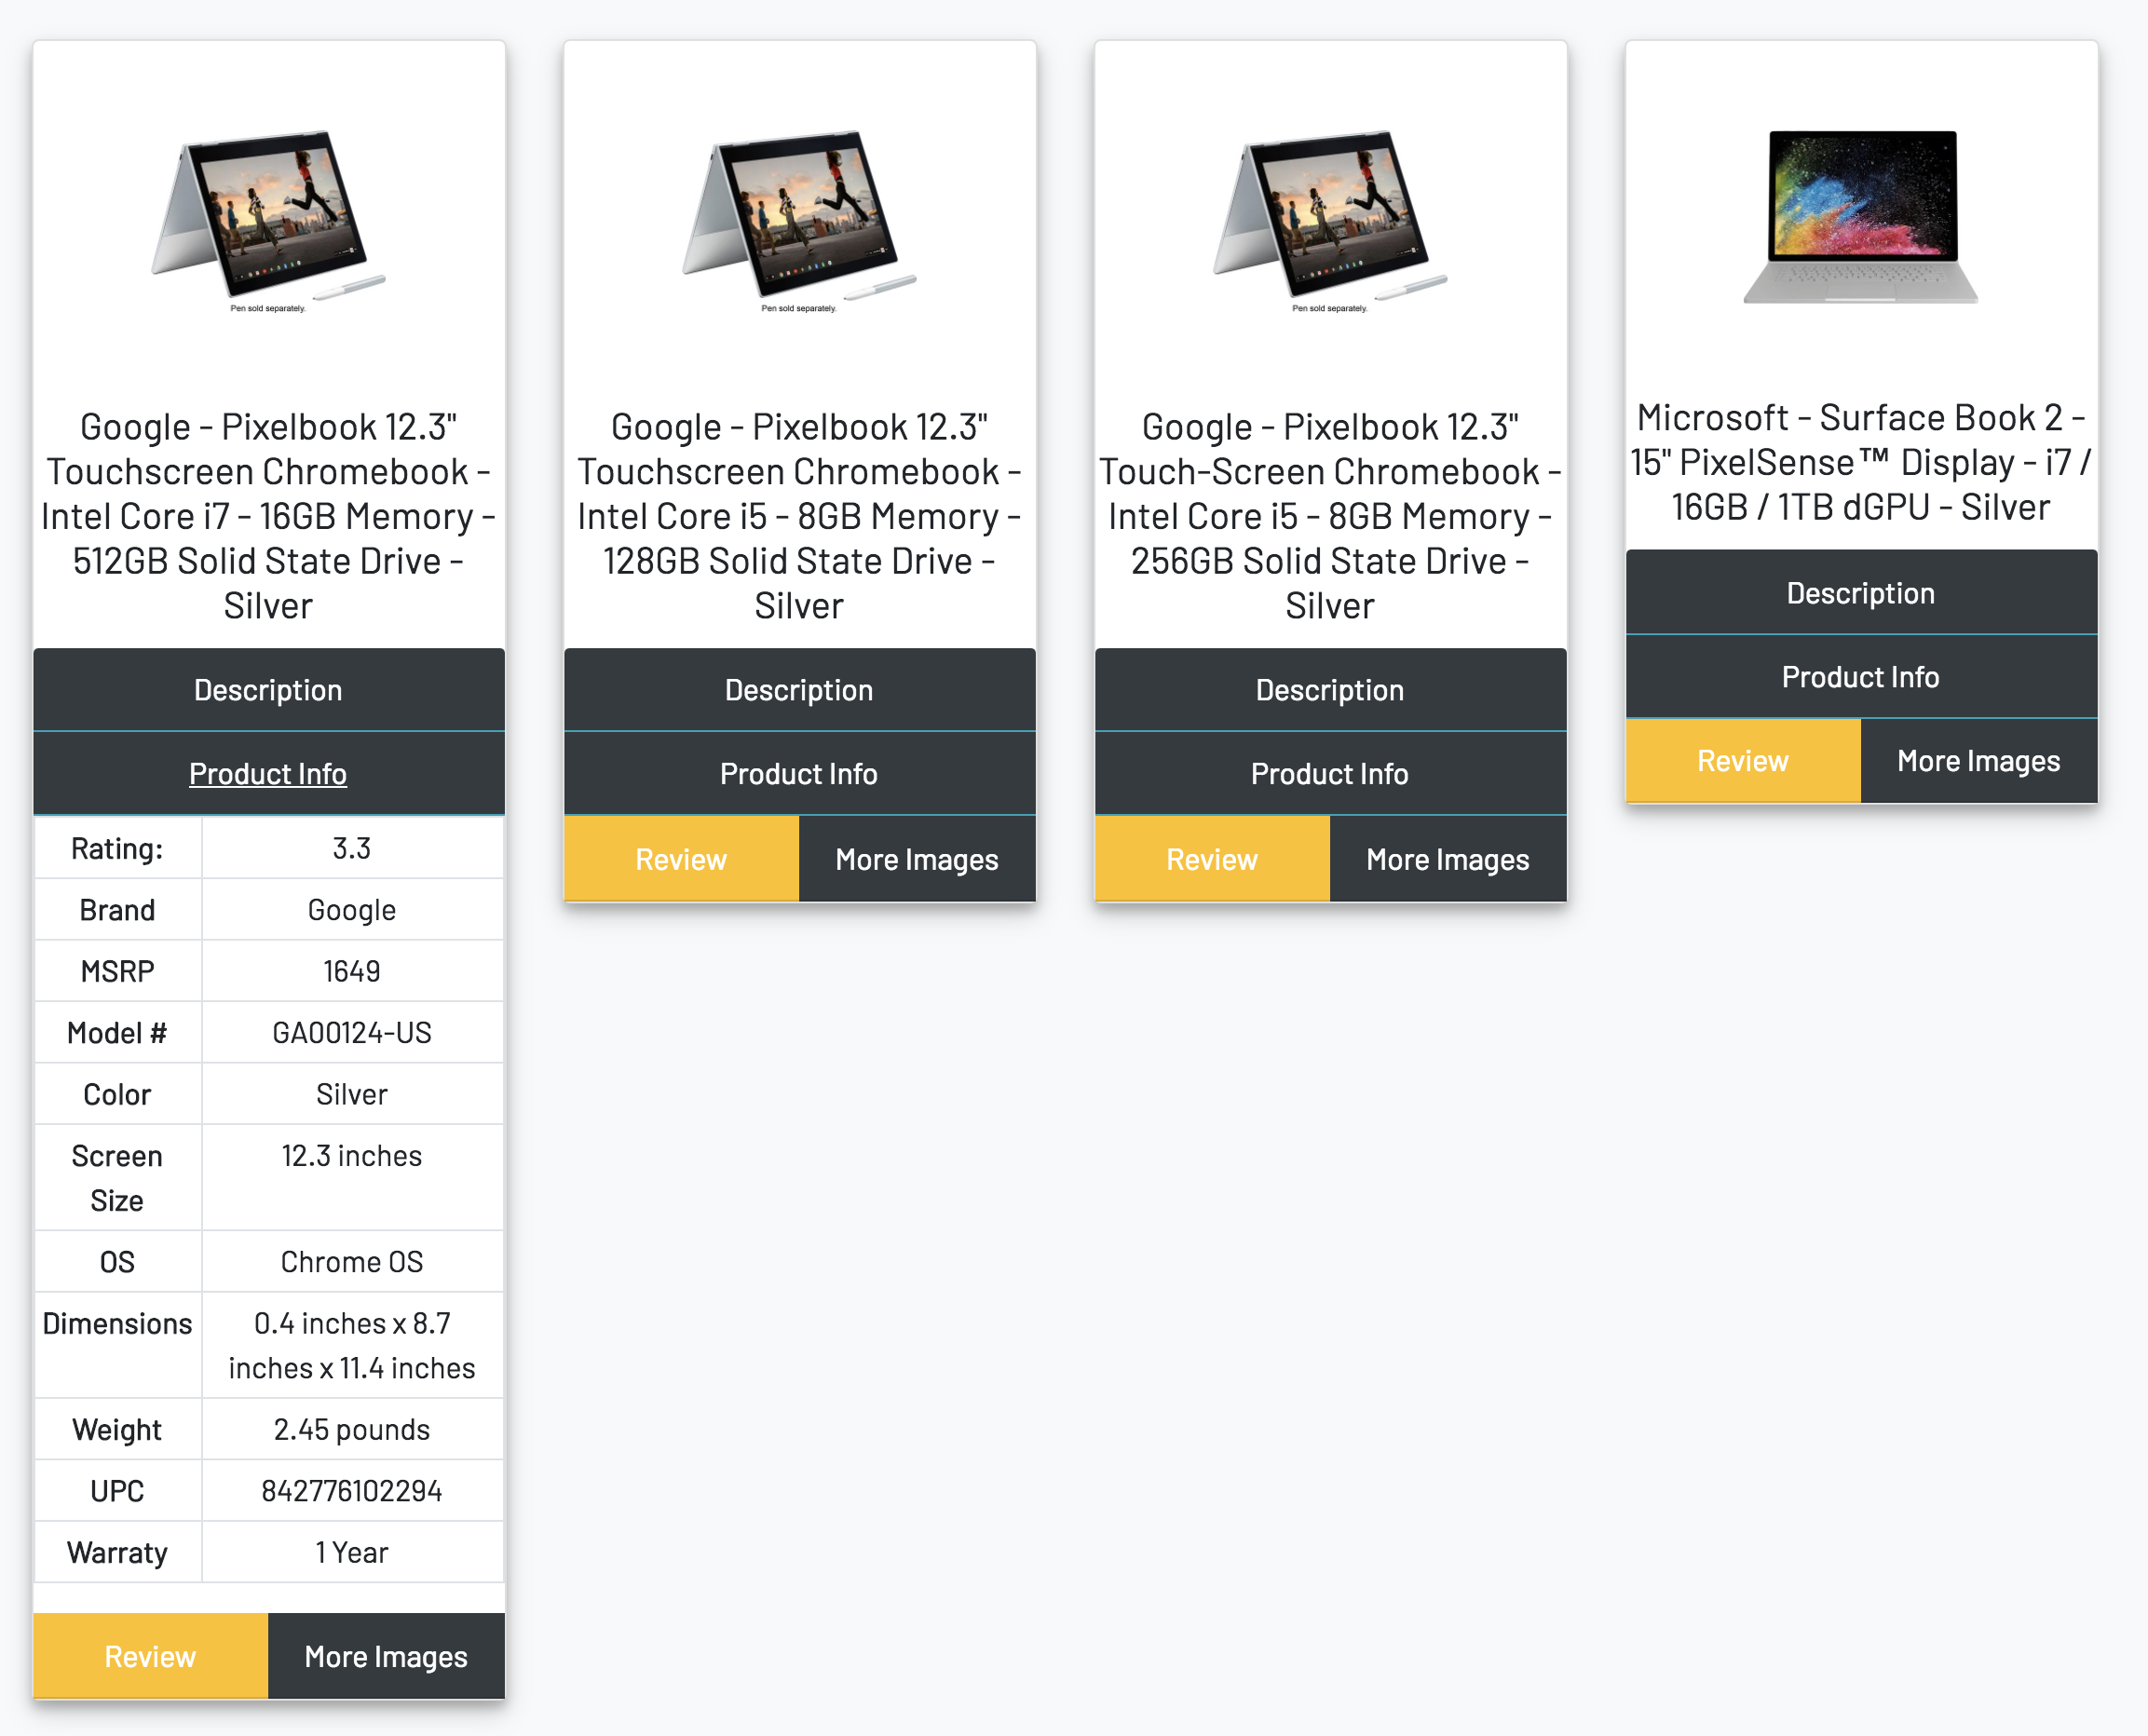 Pen sold separately.
Google - Pixelbook 12.3"
Touchscreen Chromebook -
Intel Core i7 - 16GB Memory -
512GB Solid State Drive -
Silver
Description
Product Info
Rating: 3.3
Brand Google
MSRP 1649
Model # GA00124-US
Color Silver
Screen 12.3 inches
Size
OS Chrome OS
Dimensions 0.4 inches x 8.7
inches x 11.4 inches
Weight 2.45 pounds
UPC 842776102294
Warraty 1 Year
Review More Images
Pen sold separately.
Google - Pixelbook 12.3"
Touchscreen Chromebook -
Intel Core i5 - 8GB Memory -
128GB Solid State Drive -
Silver
Description
Product Info
Review More Images
Pen sold separately.
Google - Pixelbook 12.3"
Touch-Screen Chromebook -
Intel Core i5 - 8GB Memory -
256GB Solid State Drive -
Silver
Description
Product Info
Review More Images
Microsoft - Surface Book 2 -
15" PixelSense™ Display - i7 /
16GB / 1TB dGPU - Silver
Description
Product Info
Review More Images